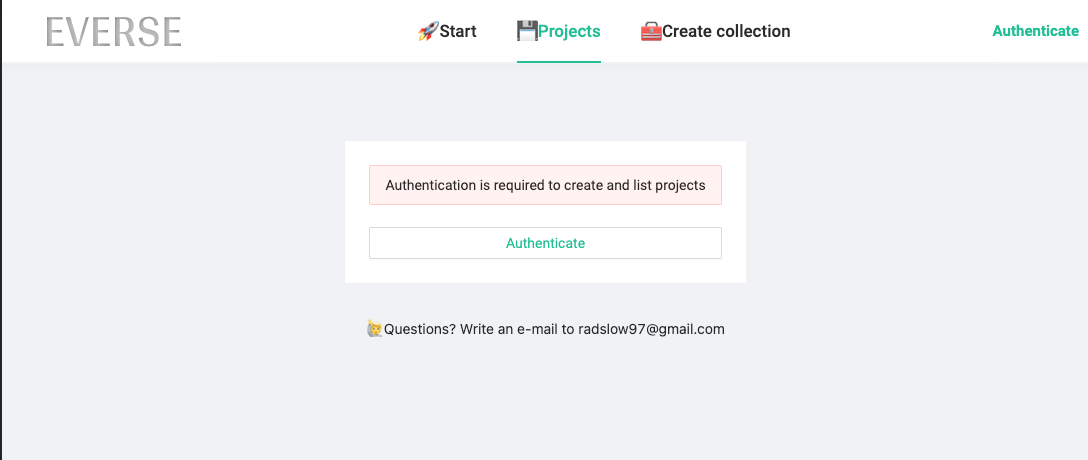 EVERSE
🚀Start
💾Projects
🧰Create collection
Authenticate
Authentication is required to create and list projects
Authenticate
🙋Questions? Write an e-mail to radslow97@gmail.com